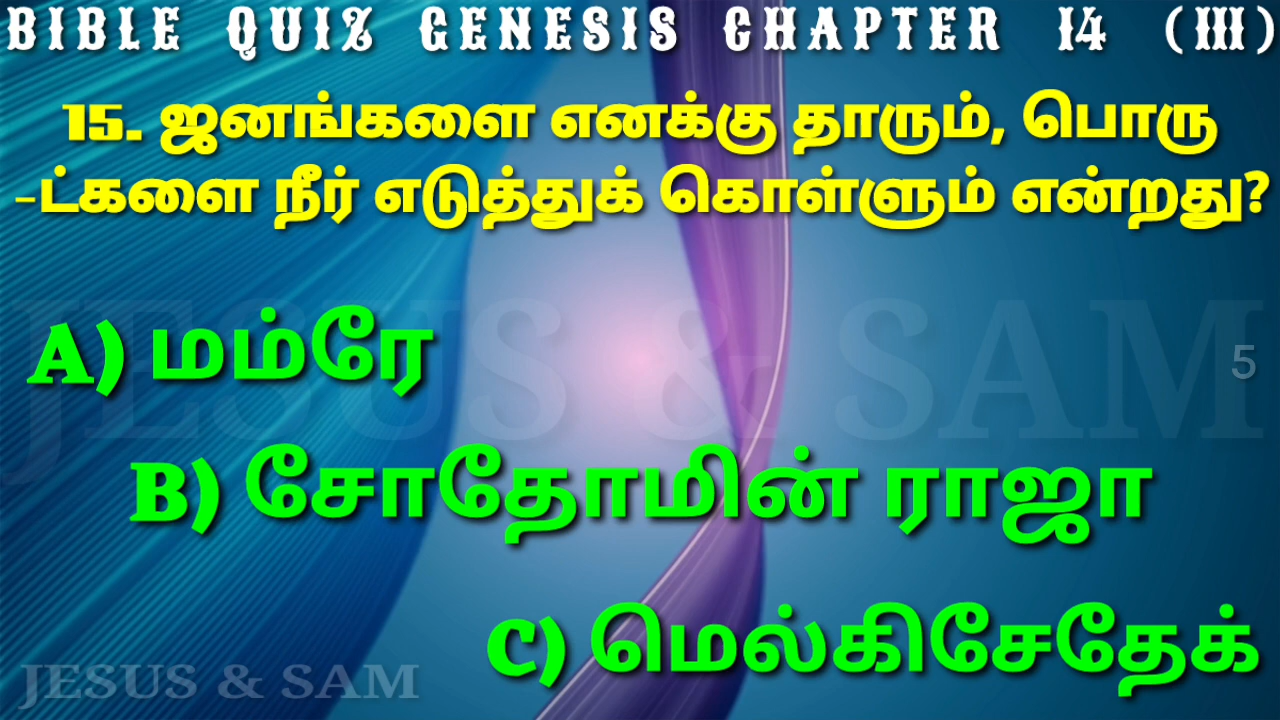 BIBLE QUIZ GENESIS CHAPTER 14 (III)
15. ஜனங்களை எனக்கு தாரும், பொரு
-ட்களை நீர் எடுத்துக் கொள்ளும் என்றது?
JESUS & SAM
A) மம்ரே
5
B) சோதோமின் ராஜா
C) மெல்கிசேதேக்
JESUS & SAM